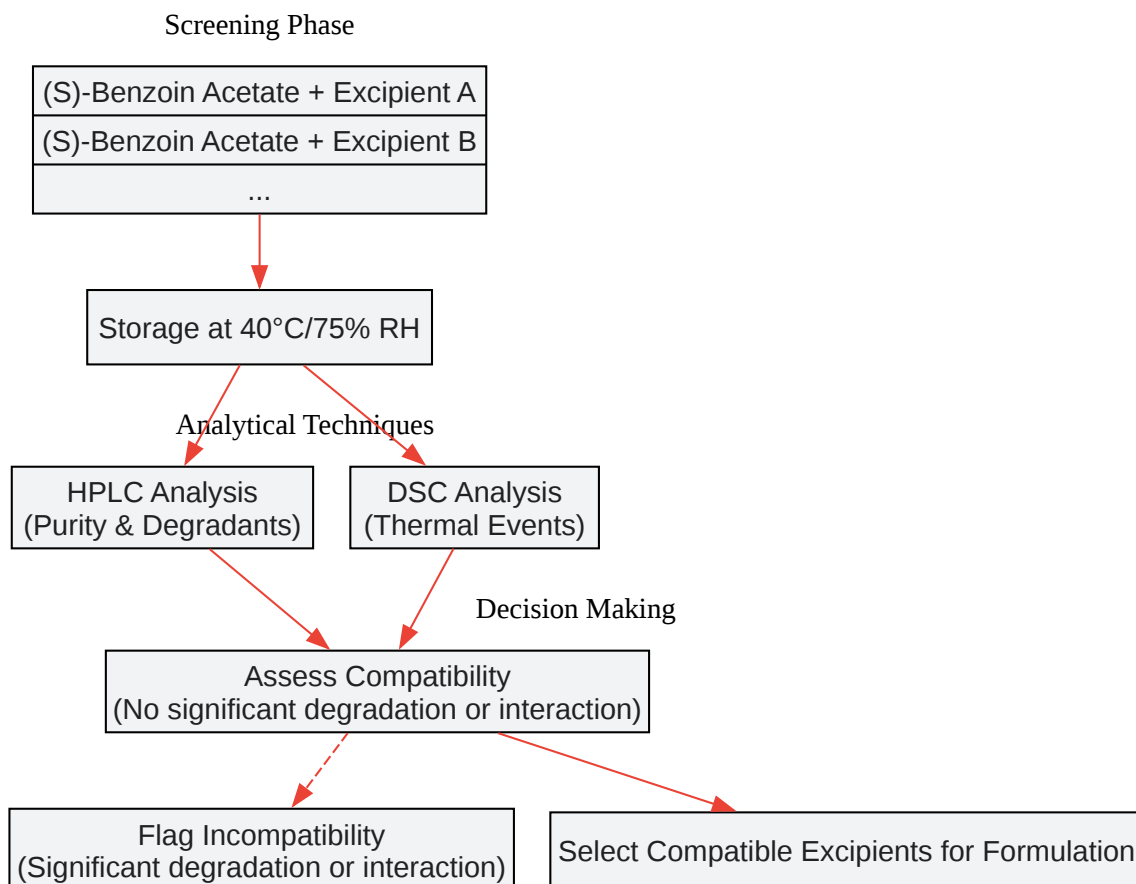 Screening Phase
(S)-Benzoin Acetate + Excipient A
(S)-Benzoin Acetate + Excipient B
...
Storage at 40°C/75% RH
Analytical Techniques
HPLC Analysis
(Purity & Degradants)
DSC Analysis
(Thermal Events)
Decision Making
Assess Compatibility
(No significant degradation or interaction)
Flag Incompatibility
(Significant degradation or interaction)
Select Compatible Excipients for Formulation